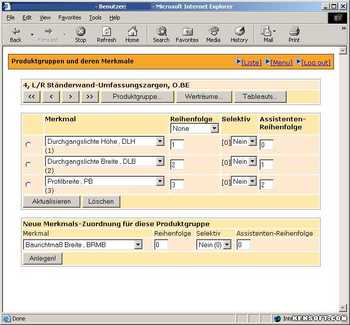 - Benutzer - Microsoft Internet Explorer
File Edit View Favorites Tools Help
Back Stop Refresh Home Search Favorites Media History Mail Print
Produktgruppen und deren Merkmale [Liste] [Menu] [Log out]
4, L/R Ständerwand-Umfassungszargen, O.BE
<< < > >> Produktgruppe... Werträume... Tableauts...
Merkmal Reihenfolge Selektiv Assistenten-Reihenfolge
None
Durchgangslichte Höhe, DLH 1 [0] Nein 0
(1)
Durchgangslichte Breite, DLB 2 [0] Nein 1
(2)
Profilbreite, PB 3 [0] Nein 2
(3)
Aktualisieren Löschen
Neue Merkmals-Zuordnung für diese Produktgruppe
Merkmal Reihenfolge Selektiv Assistenten-Reihenfolge
Baurichtmaß Breite, BRMB 0 Nein (0) 0
Anlegen!
Done
KENSOFT.COM